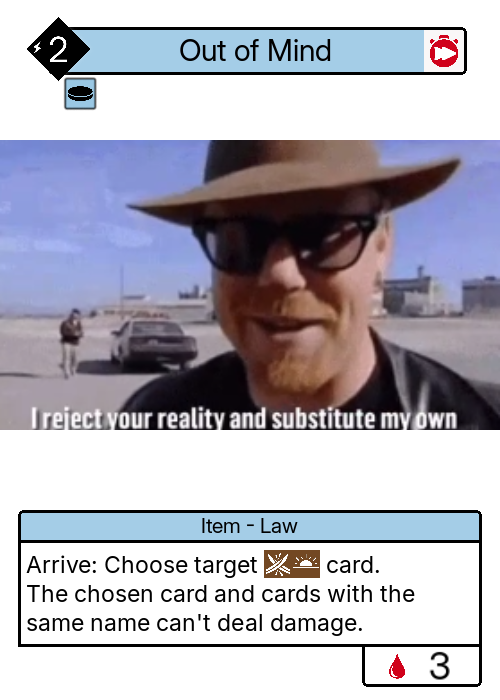 2
Out of Mind
I reject your reality and substitute my own
Item - Law
Arrive: Choose target card.
The chosen card and cards with the
same name can't deal damage.
3